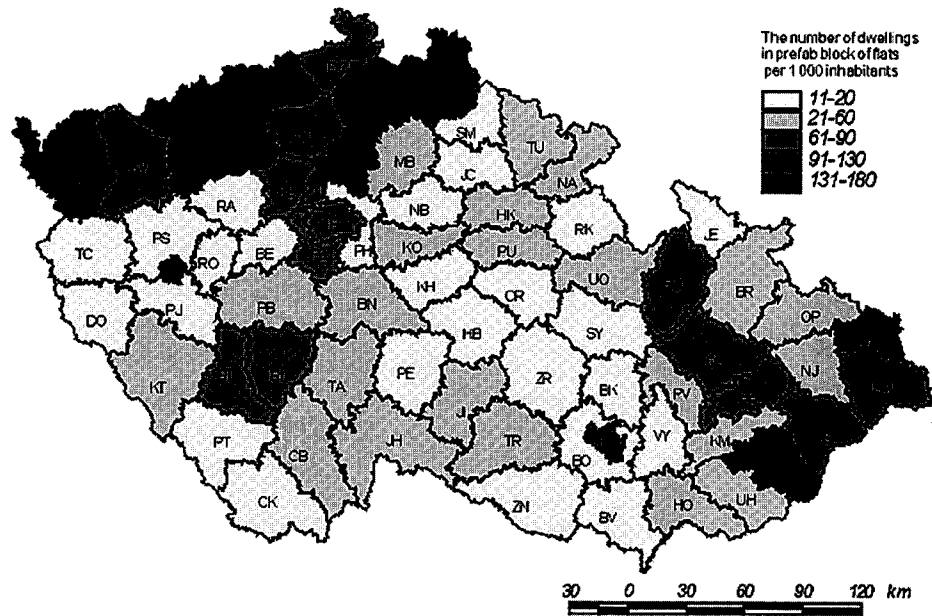 The number of dwellings
in prefab block of flats
per 1 000 inhabitants
11-20
21-60
61-90
91-130
131-180
SM
TU
MB
JC
NA
RA
NB
HK
RK
JE
TC
PS
RO
BE
PH
KO
PU
UO
BR
KH
CR
OP
DO
PJ
PB
BN
HB
SY
KT
TA
PE
ZR
BK
PV
NJ
JI
PT
CB
JH
TR
BO
VY
KM
CK
ZN
BV
HO
UH
30 0 30 60 90 120 km